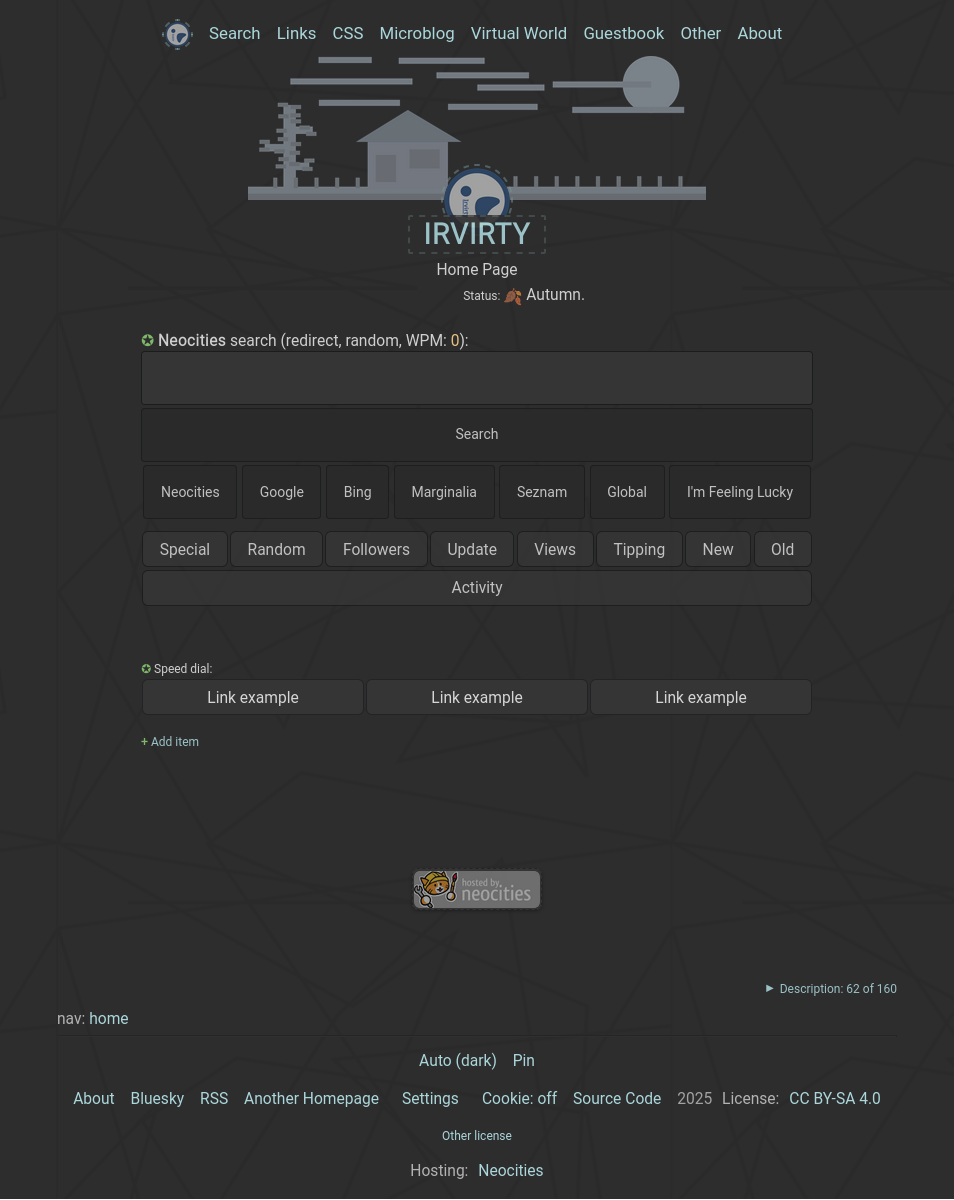 Search Links CSS Microblog Virtual World Guestbook Other About
IRVIRTY
Home Page
Status: 🍂 Autumn.
✪ Neocities search (redirect, random, WPM: 0):
Search
Neocities Google Bing Marginalia Seznam Global I'm Feeling Lucky
Special Random Followers Update Views Tipping New Old
Activity
✪ Speed dial:
Link example Link example Link example
+ Add item
hosted by
neocities
► Description: 62 of 160
nav: home
Auto (dark) Pin
About Bluesky RSS Another Homepage Settings Cookie: off Source Code 2025 License: CC BY-SA 4.0
Other license
Hosting: Neocities